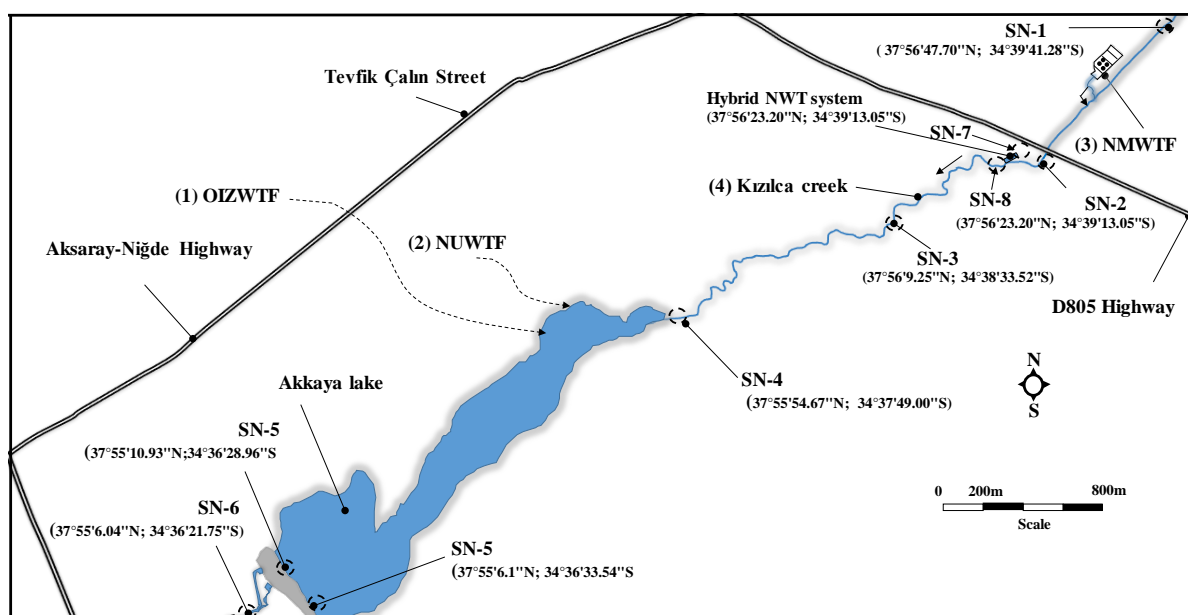 SN-1
( 37°56'47.70"N; 34°39'41.28"S)
Tevfik Çalın Street
Hybrid NWT system
(37°56'23.20"N; 34°39'13.05"S)
SN-7
(3) NMWTF
(1) OIZWTF
(4) Kızılca creek
SN-8
SN-2
(37°56'23.20"N; 34°39'13.05"S)
(2) NUWTF
Aksaray-Niğde Highway
SN-3
(37°56'9.25"N; 34°38'33.52"S)
D805 Highway
N
S
SN-4
(37°55'54.67"N; 34°37'49.00"S)
Akkaya lake
SN-5
(37°55'10.93"N;34°36'28.96"S
SN-6
(37°55'6.04"N; 34°36'21.75"S)
0 200m 800m
Scale
SN-5
(37°55'6.1"N; 34°36'33.54"S